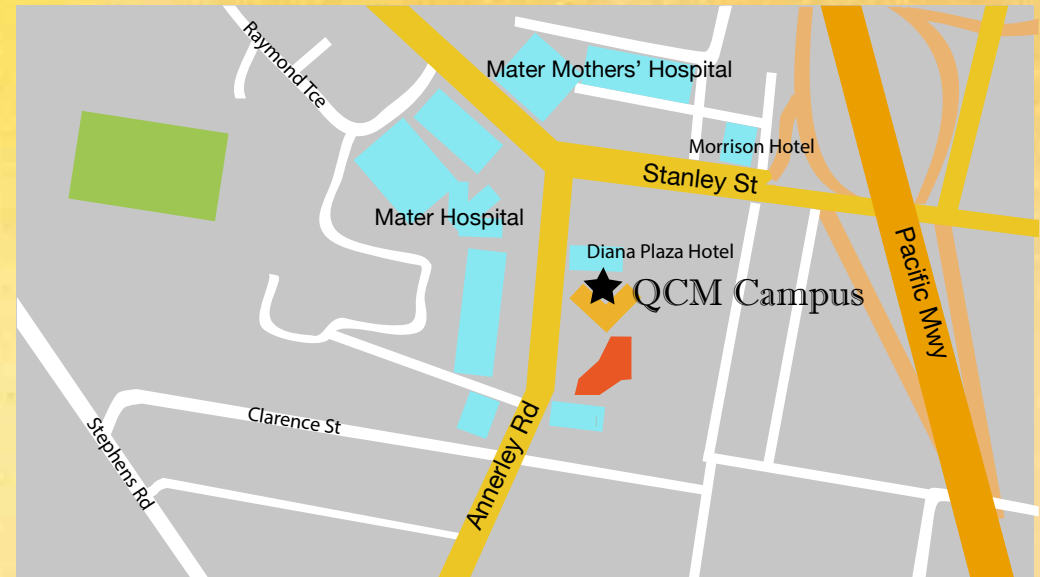 Raymond Tce
Mater Mothers' Hospital
Morrison Hotel
Stanley St
Mater Hospital
Diana Plaza Hotel
QCM Campus
Pacific Mwy
Clarence St
Stephens Rd
Annerley Rd